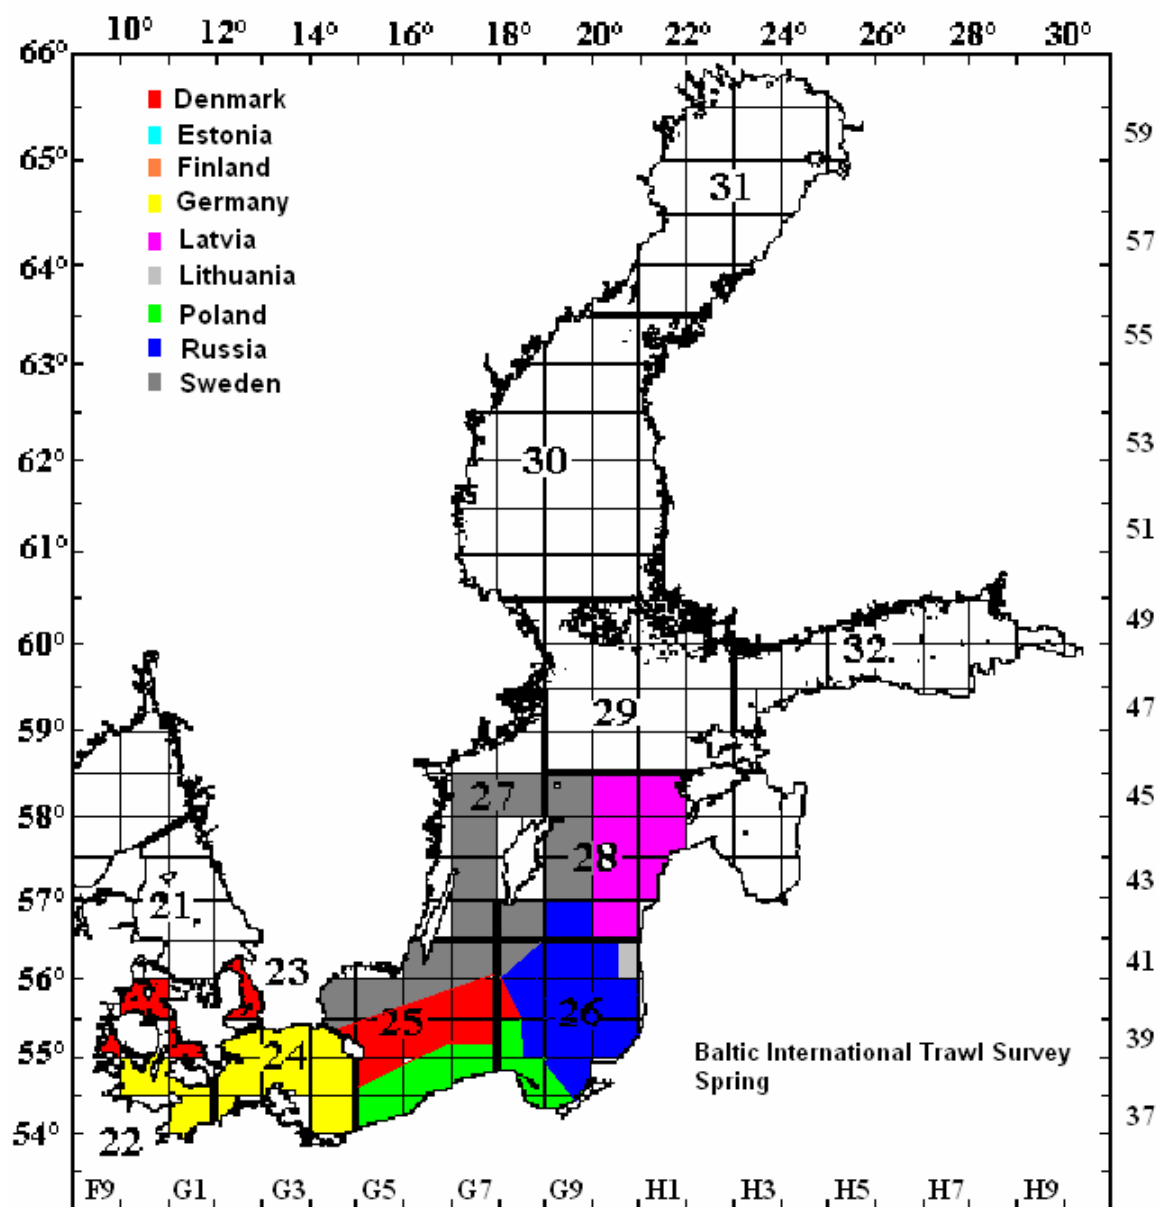 10° 12° 14° 16° 18° 20° 22° 24° 26° 28° 30°
66°
Denmark
Estonia
59
65°
Finland
31
Germany
Latvia
57
64°
Lithuania
Poland
55
Russia
63°
Sweden
53
62°
30
51
61°
49
60°
32
47
29
59°
27
45
58°
28
43
57°
21
23
41
56°
26
25
39
55°
24
Baltic International Trawl Survey
Spring
37
54°
22
F9 G1 G3 G5 G7 G9 H1 H3 H5 H7 H9